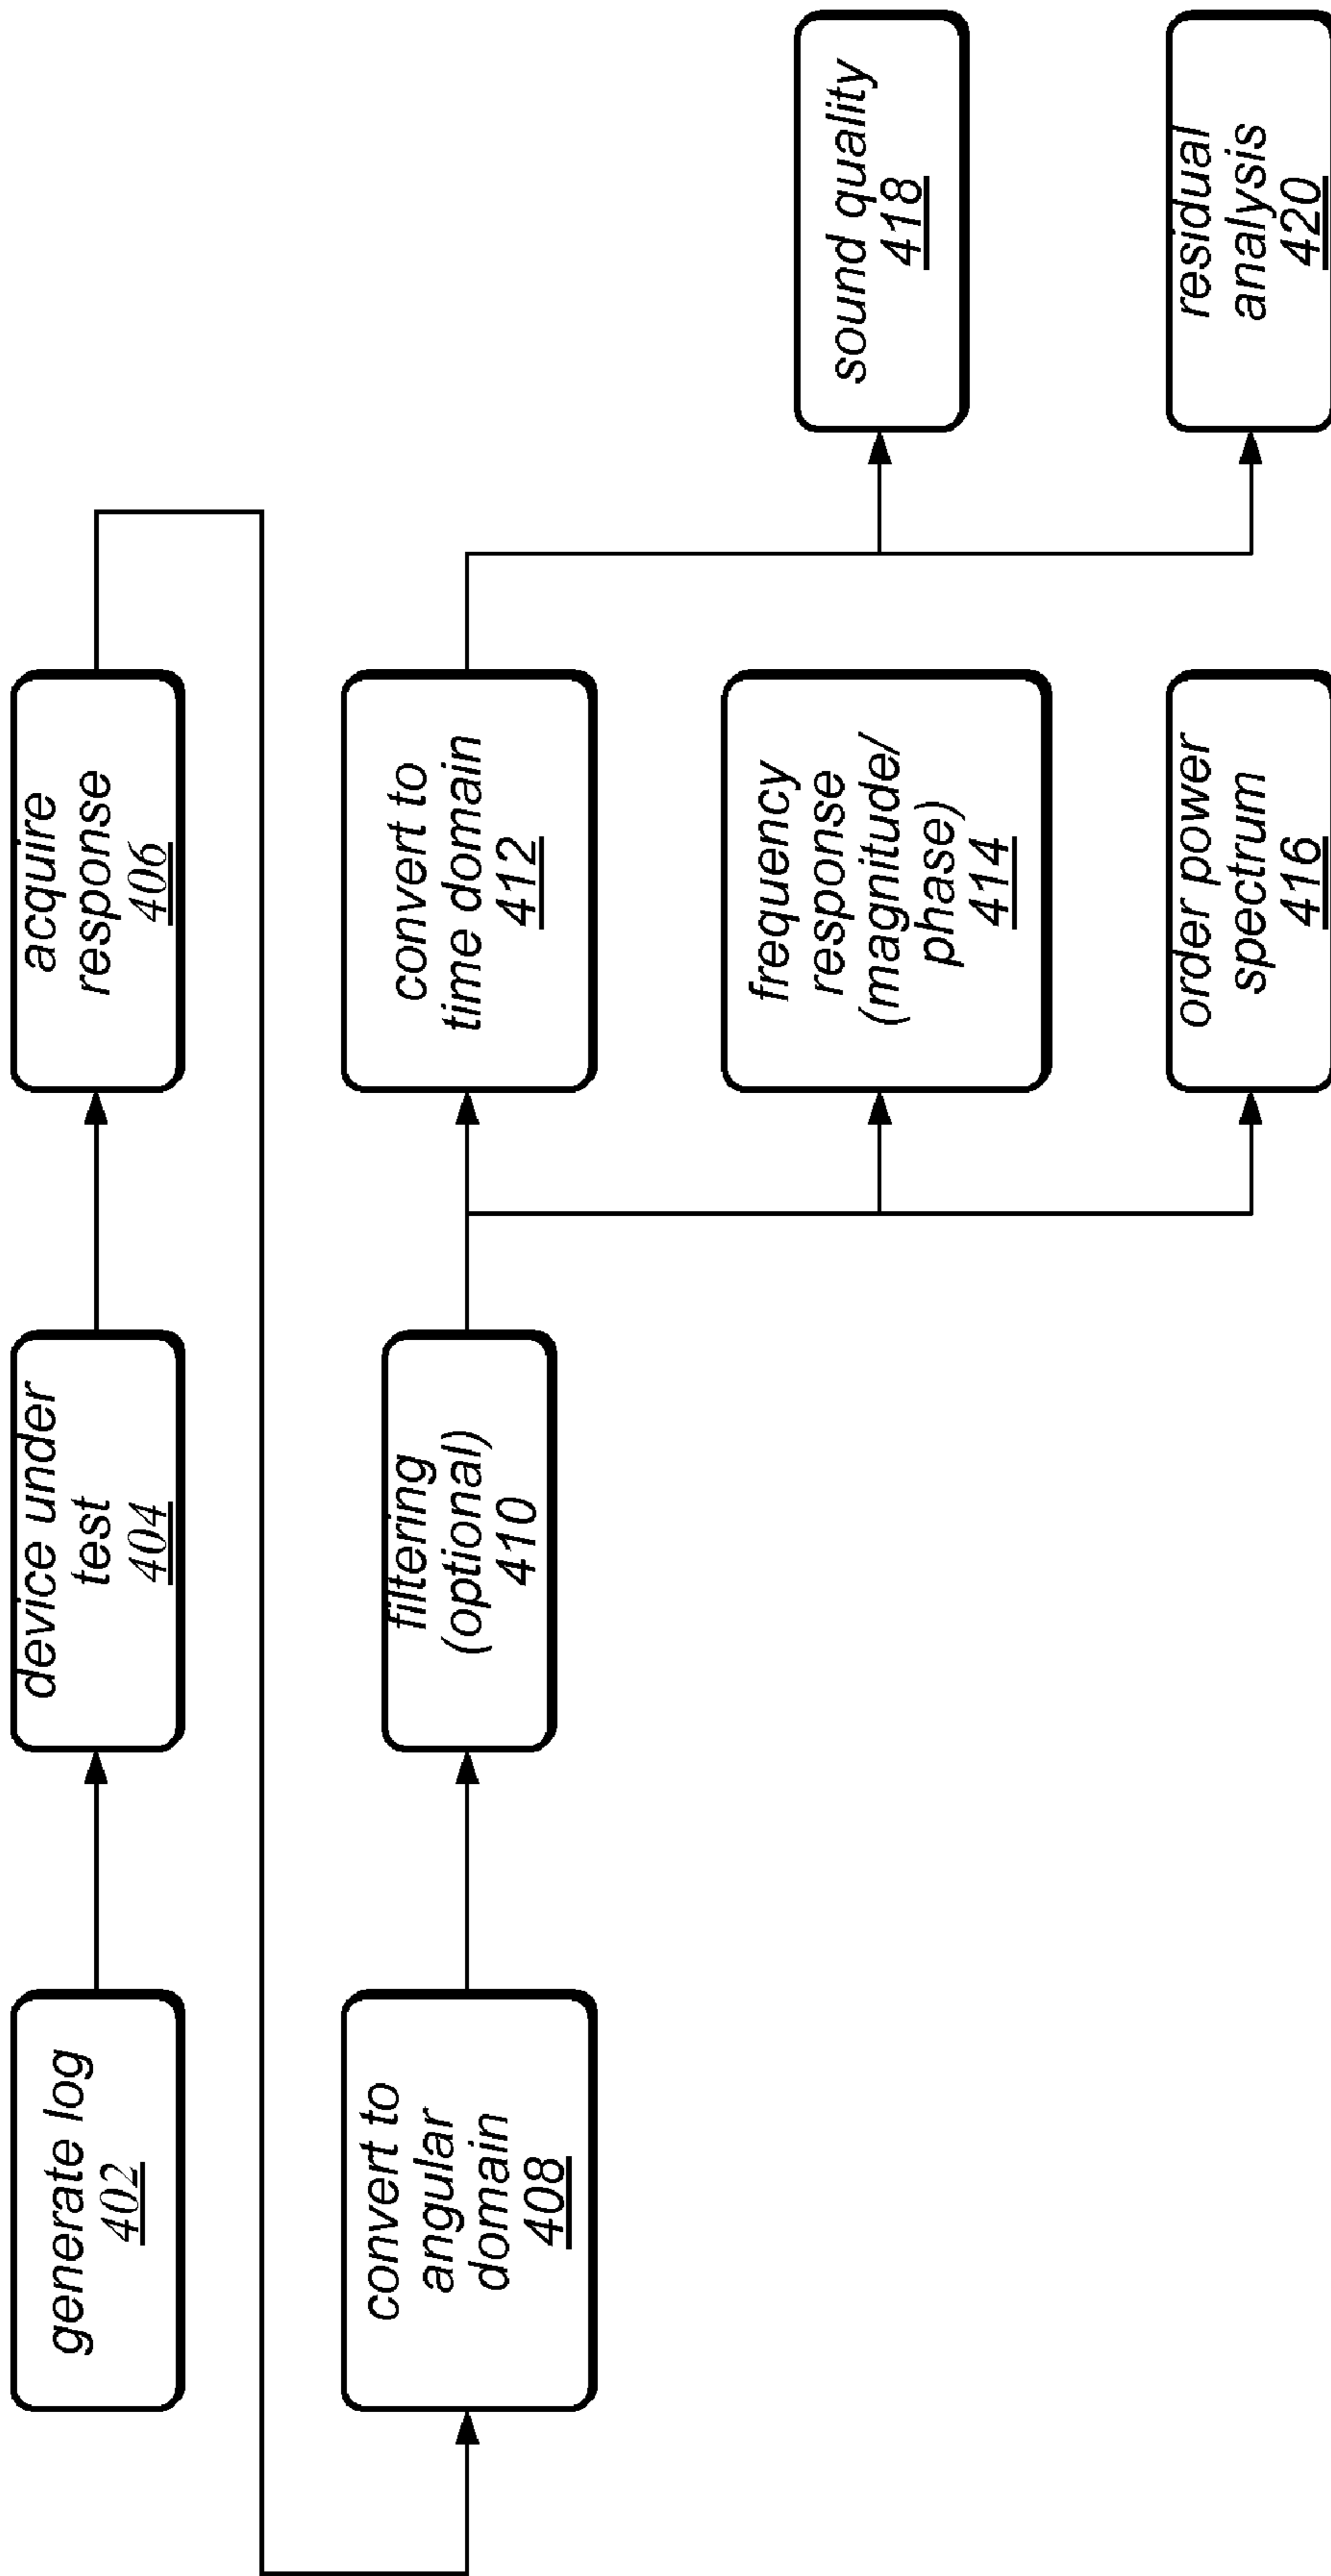 generate log
402
device under
test
404
acquire
response
406
convert to
angular
domain
408
filtering
(optional)
410
convert to
time domain
412
frequency
response
(magnitude/
phase)
414
order power
spectrum
416
sound quality
418
residual
analysis
420